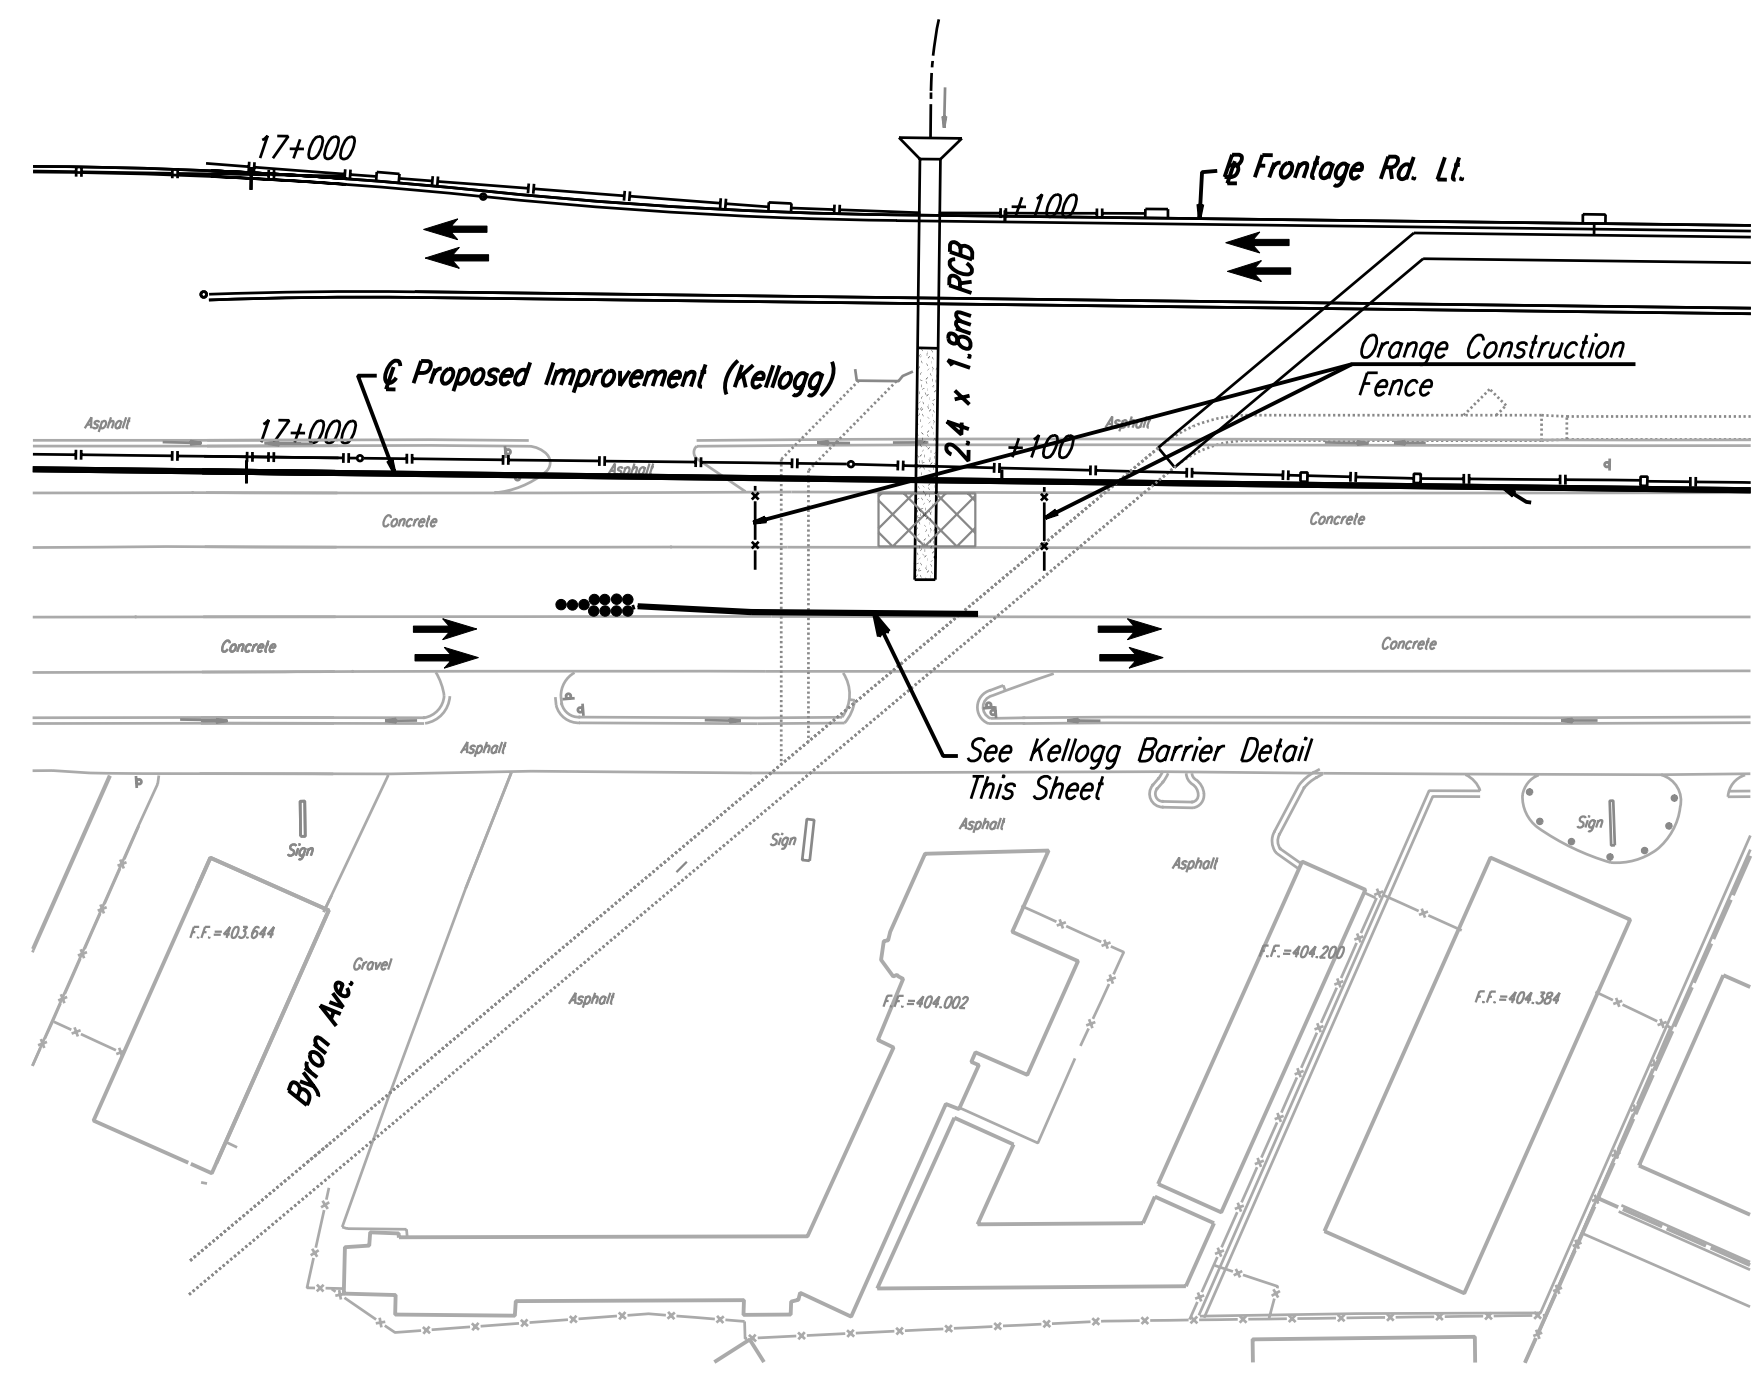 17+000
+100
℄ Frontage Rd. Lt.
2.4 x 1.8m RCB
Orange Construction
Fence
℄ Proposed Improvement (Kellogg)
Asphalt
Asphalt
17+000
+100
Asphalt
Concrete
Concrete
Concrete
Concrete
Asphalt
See Kellogg Barrier Detail
This Sheet
Sign
Sign
Asphalt
Sign
Asphalt
F.F.=403.644
Gravel
F.F.=404.200
Asphalt
F.F.=404.002
F.F.=404.384
Byron Ave.